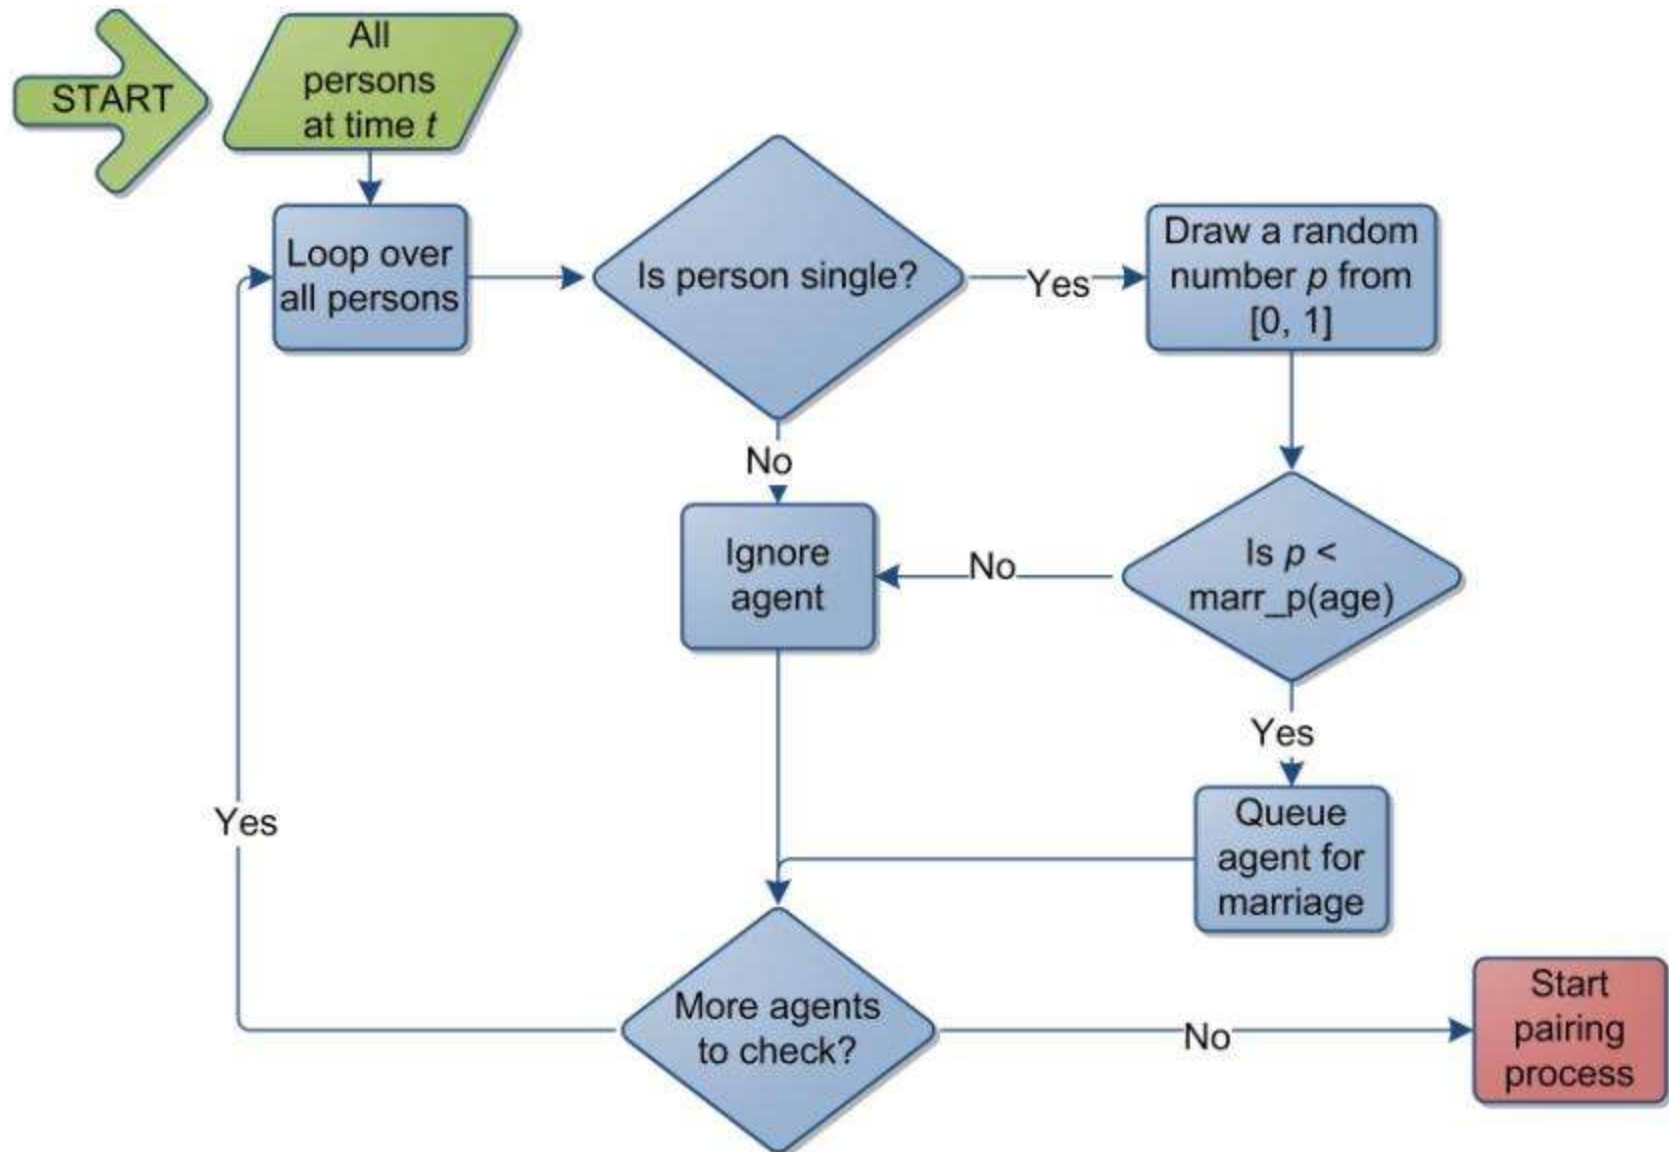 START
All
persons
at time t
Loop over
all persons
Is person single?
Yes
Draw a random
number p from
[0, 1]
No
Ignore
agent
No
Is p <
marr_p(age)
Yes
Queue
agent for
marriage
Yes
More agents
to check?
No
Start
pairing
process